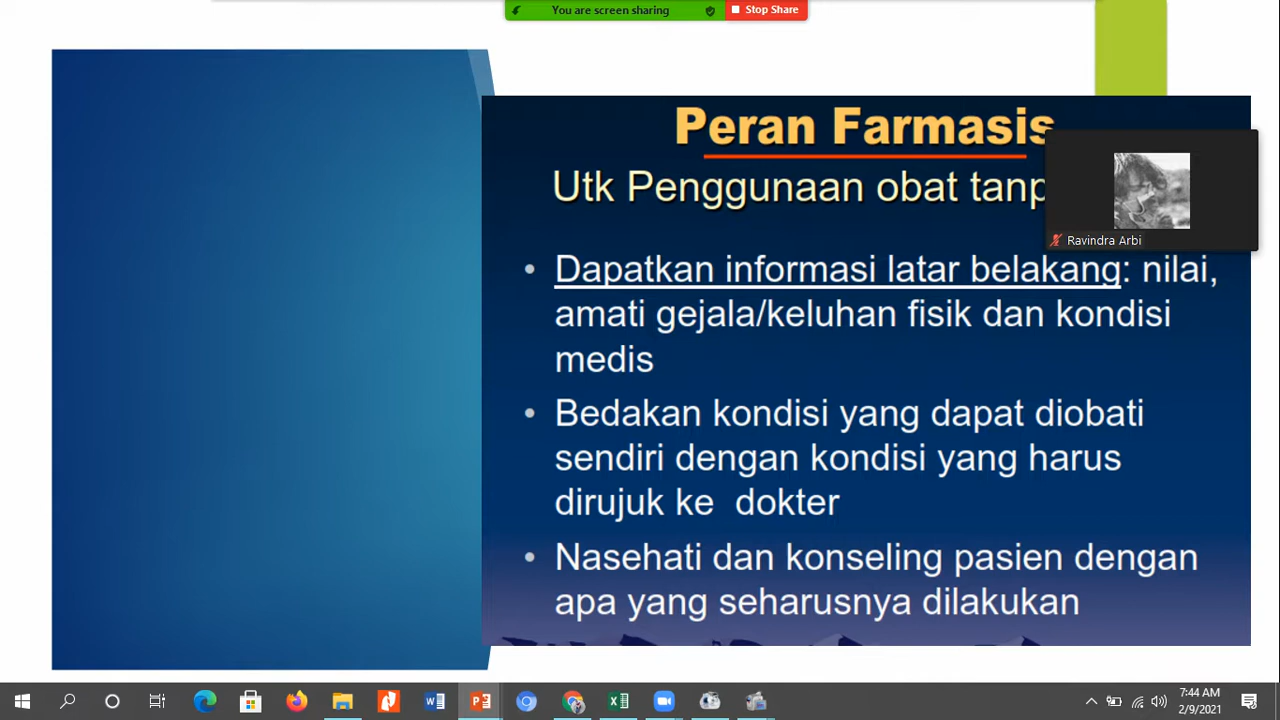 You are screen sharing
Stop Share
Peran Farmasis
Utk Penggunaan obat
Ravindra Arbi
• Dapatkan informasi latar belakang: nilai,
amati gejala/keluhan fisik dan kondisi
medis
• Bedakan kondisi yang dapat diobati
sendiri dengan kondisi yang harus
dirujuk ke dokter
• Nasehati dan konseling pasien dengan
apa yang seharusnya dilakukan
7:44 AM
2/9/2021